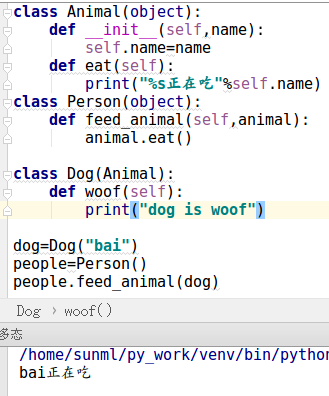 class Animal(object):
    def __init__(self,name):
        self.name=name
    def eat(self):
        print("%s正在吃"%self.name)
class Person(object):
    def feed_animal(self,animal):
        animal.eat()

class Dog(Animal):
    def woof(self):
        print("dog is woof")

dog=Dog("bai")
people=Person()
people.feed_animal(dog)
Dog › woof()
多态
/home/sunml/py_work/venv/bin/python
bai正在吃